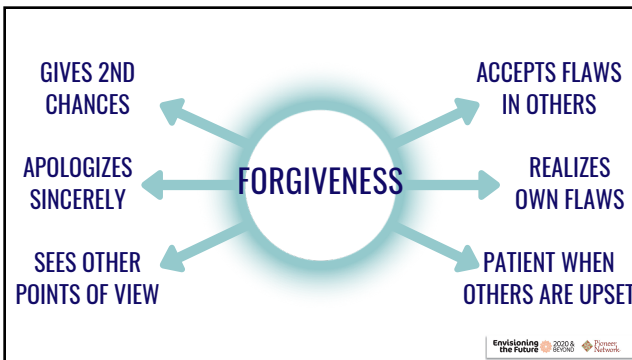 GIVES 2ND
CHANCES
ACCEPTS FLAWS
IN OTHERS
APOLOGIZES
SINCERELY
FORGIVENESS
REALIZES
OWN FLAWS
SEES OTHER
POINTS OF VIEW
PATIENT WHEN
OTHERS ARE UPSET
Envisioning
the Future
2020 &
BEYOND
Pioneer
Network